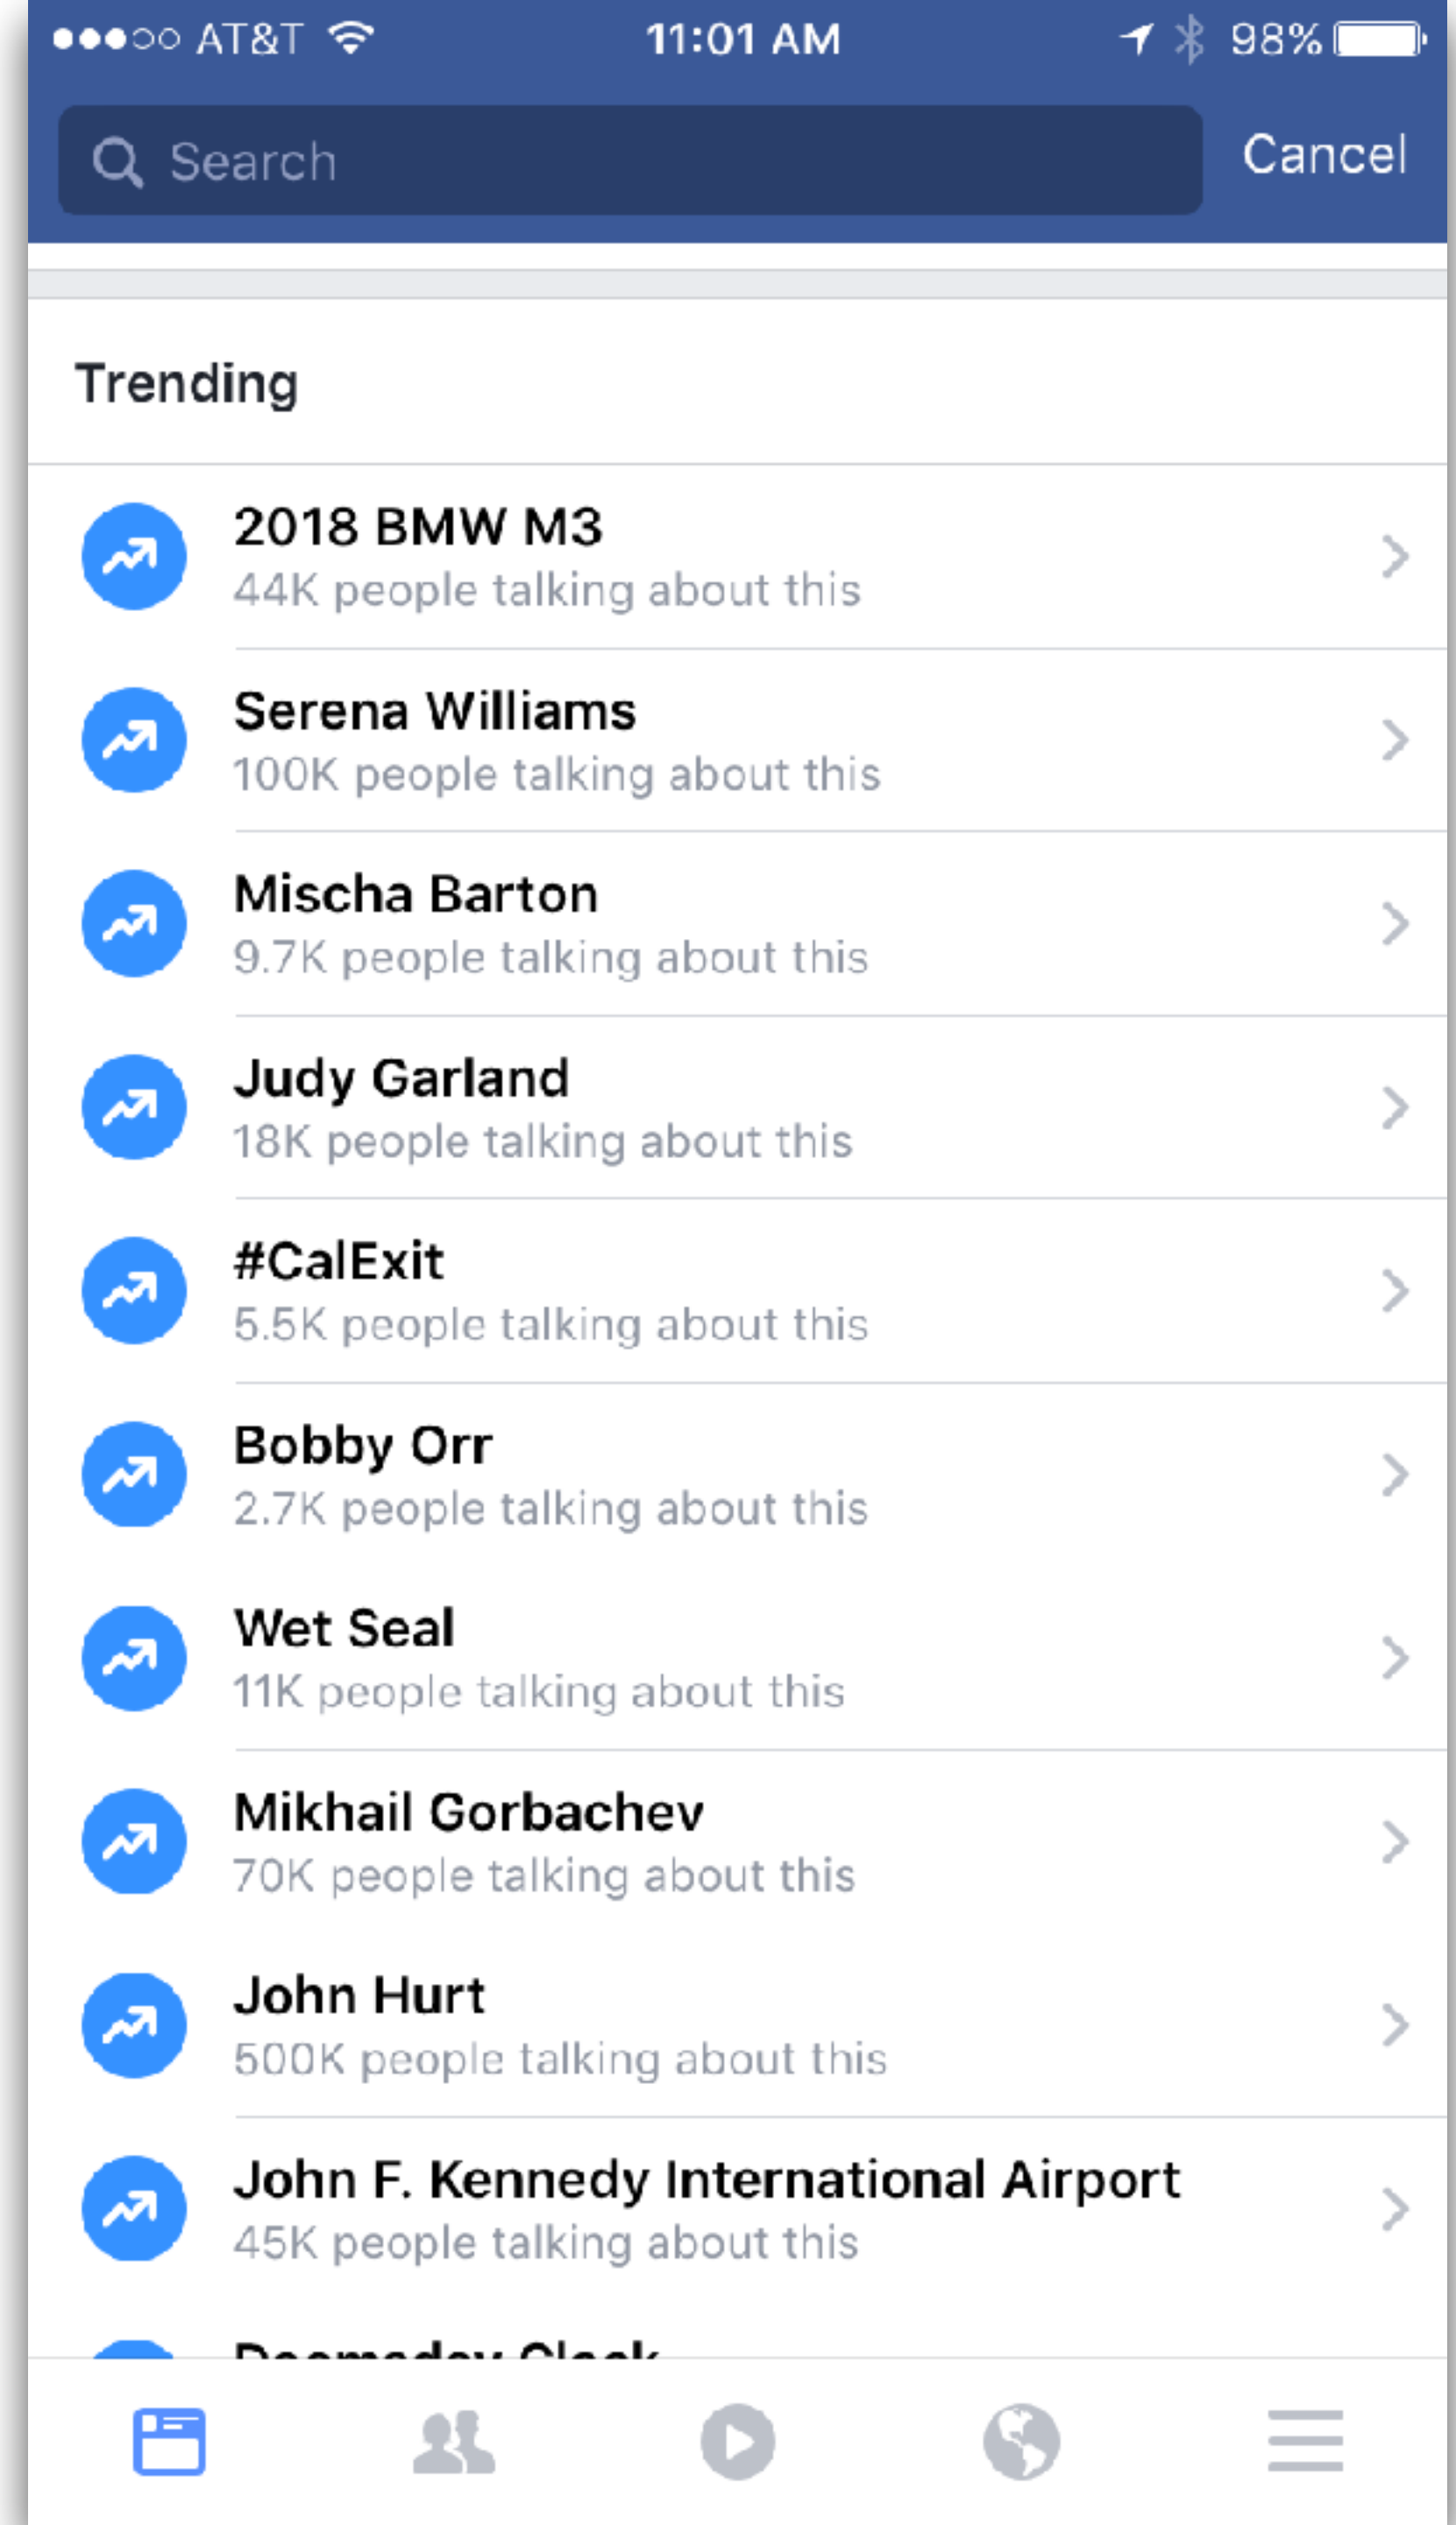 AT&T 11:01 AM 98%
Search Cancel
Trending
2018 BMW M3
44K people talking about this
Serena Williams
100K people talking about this
Mischa Barton
9.7K people talking about this
Judy Garland
18K people talking about this
#CalExit
5.5K people talking about this
Bobby Orr
2.7K people talking about this
Wet Seal
11K people talking about this
Mikhail Gorbachev
70K people talking about this
John Hurt
500K people talking about this
John F. Kennedy International Airport
45K people talking about this
Doomsday Clock